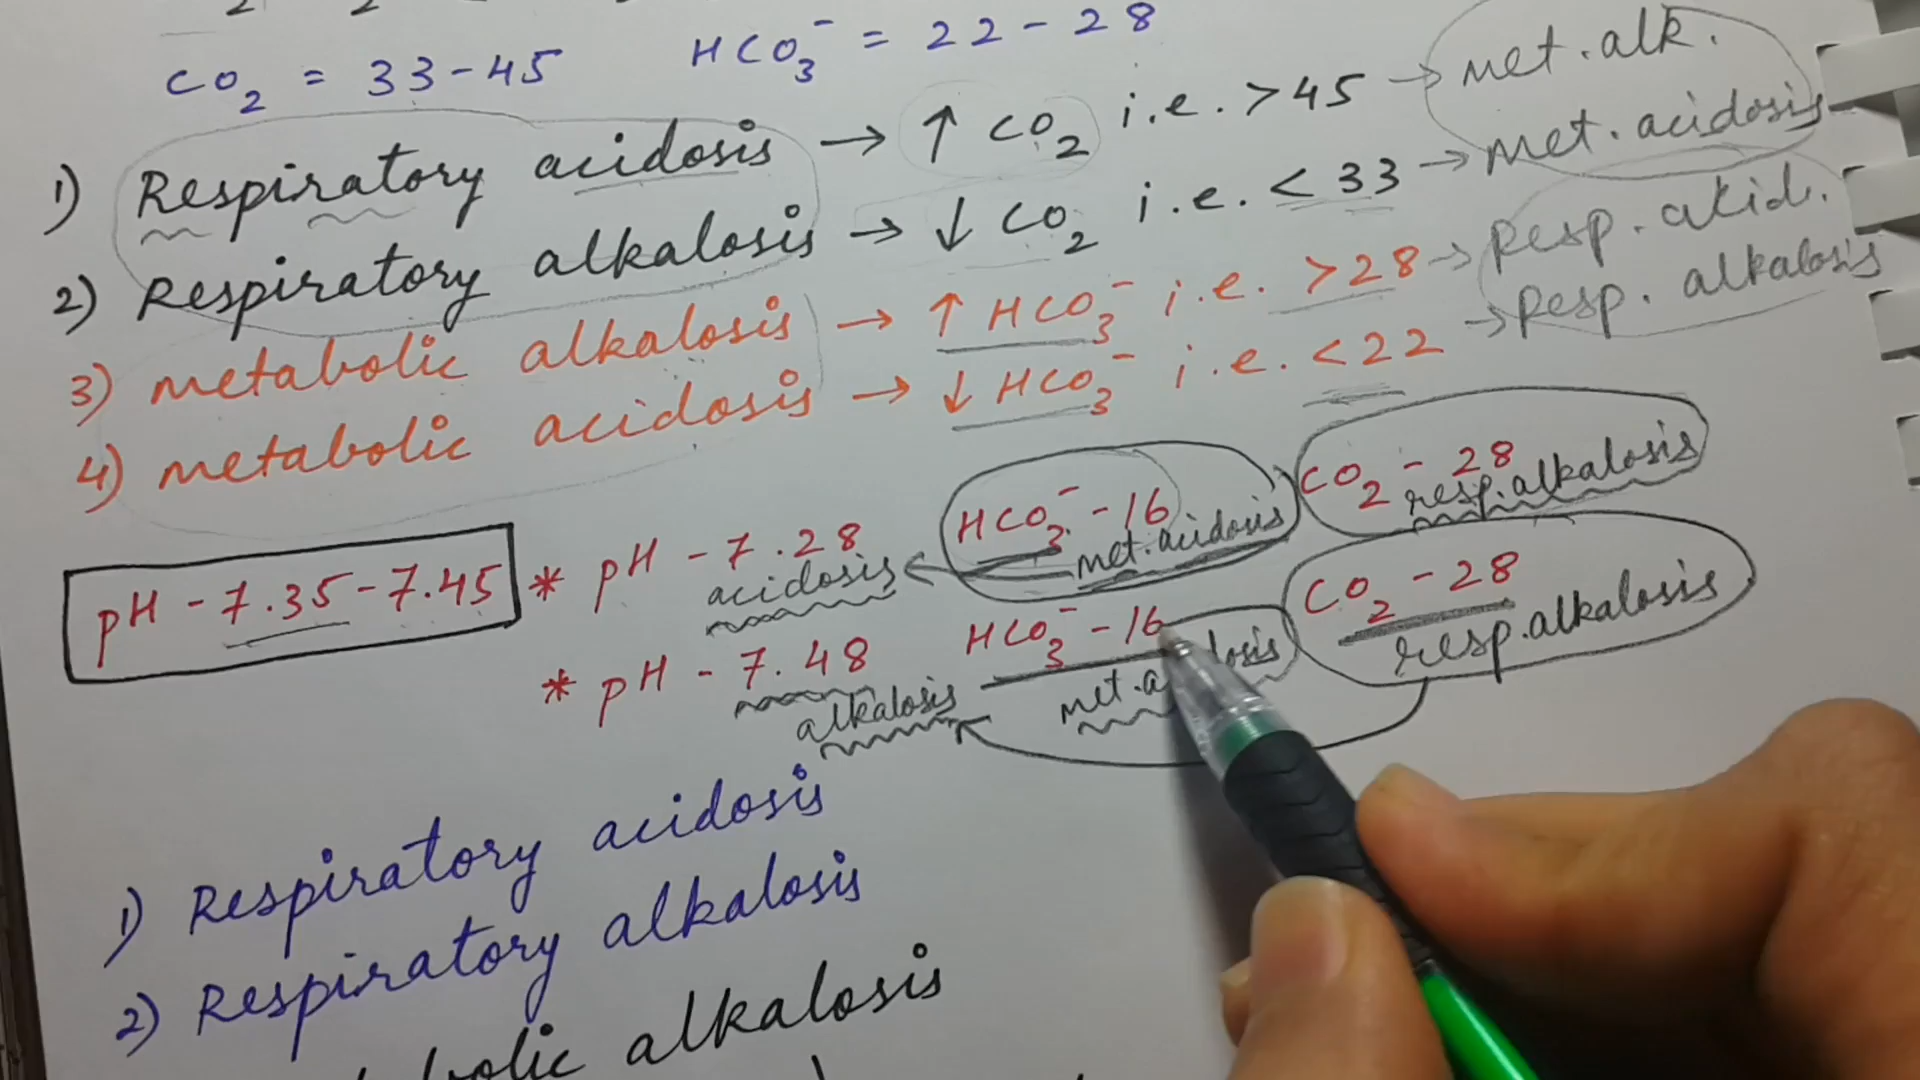 CO2 = 33-45 HCO3- = 22-28
1) Respiratory acidosis → ↑ CO2 i.e. >45 → met. alk.
2) Respiratory alkalosis → ↓ CO2 i.e. <33 → met. acidosis
3) metabolic alkalosis → ↑ HCO3- i.e. >28 → Resp. acid.
4) metabolic acidosis → ↓ HCO3- i.e. <22 → Resp. alkalosis
pH - 7.35-7.45 * pH - 7.28 HCO3- - 16 CO2 - 28
acidosis ← met. acidosis resp. alkalosis
* pH - 7.48 HCO3- - 16 CO2 - 28
alkalosis met. resp. alkalosis
1) Respiratory acidosis
2) Respiratory alkalosis
alkalosis